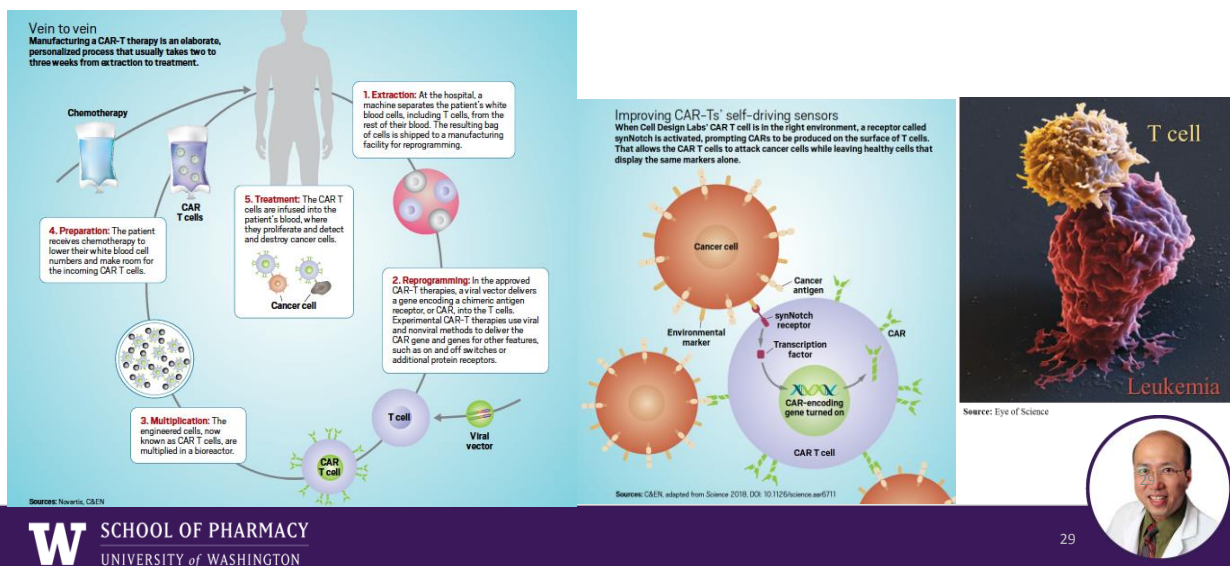 Vein to vein
Manufacturing a CAR-T therapy is an elaborate,
personalized process that usually takes two to
three weeks from extraction to treatment.
Chemotherapy
CAR
T cells
1. Extraction: At the hospital, a
machine separates the patient's white
blood cells, including T cells, from the
rest of their blood. The resulting bag
of cells is shipped to a manufacturing
facility for reprogramming.
5. Treatment: The CAR T
cells are infused into the
patient's blood, where
they proliferate and detect
and destroy cancer cells.
Cancer cell
4. Preparation: The patient
receives chemotherapy to
lower their white blood cell
numbers and make room for
the incoming CAR T cells.
2. Reprogramming: In the approved
CAR-T therapies, a viral vector delivers
a gene encoding a chimeric antigen
receptor, or CAR, into the T cells.
Experimental CAR-T therapies use viral
and nonviral methods to deliver the
CAR gene and genes for other features,
such as on and off switches or
additional protein receptors.
3. Multiplication: The
engineered cells, now
known as CAR T cells, are
multiplied in a bioreactor.
T cell
Viral
vector
CAR
T cell
Sources: Novartis, C&EN
Improving CAR-Ts' self-driving sensors
When Cell Design Labs' CAR T cell is in the right environment, a receptor called
synNotch is activated, prompting CARs to be produced on the surface of T cells.
That allows the CAR T cells to attack cancer cells while leaving healthy cells that
display the same markers alone.
Cancer cell
Cancer
antigen
synNotch
receptor
Environmental
marker
CAR
Transcription
factor
CAR-encoding
gene turned on
CAR T cell
Sources: C&EN, adapted from Science 2018, DOI: 10.1126/science.aar6711
T cell
Leukemia
Source: Eye of Science
W SCHOOL OF PHARMACY
UNIVERSITY of WASHINGTON
29
29